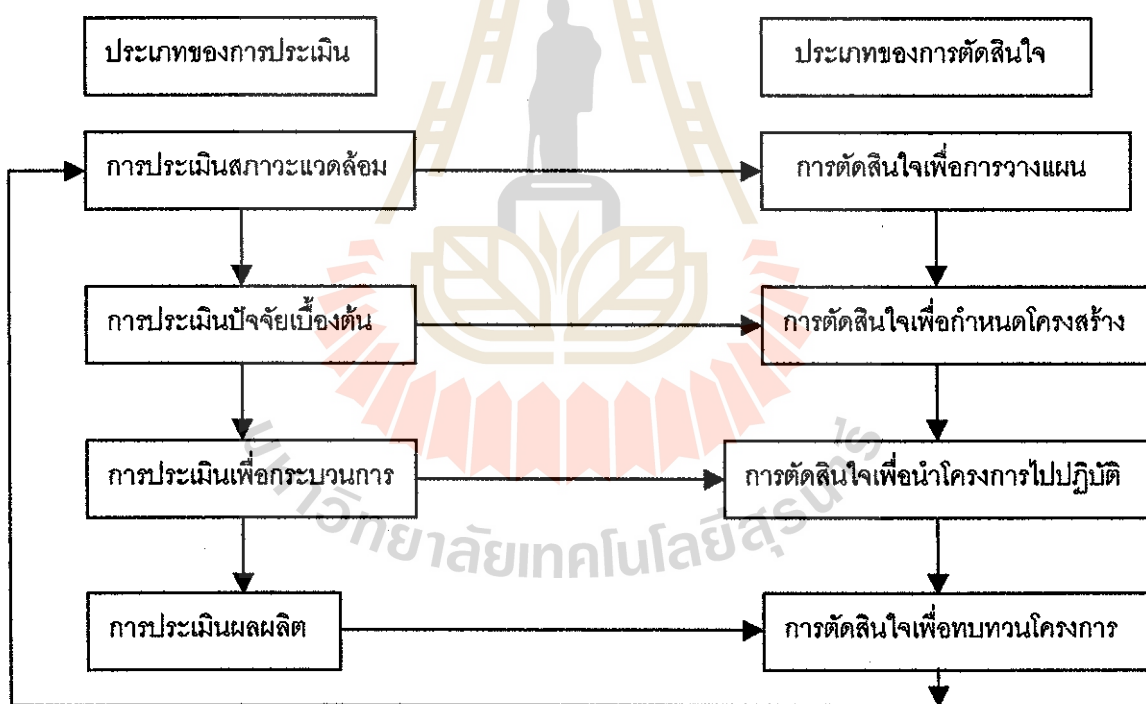 ประเภทของการประเมิน
ประเภทของการตัดสินใจ
การประเมินสภาวะแวดล้อม
การตัดสินใจเพื่อการวางแผน
การประเมินปัจจัยเบื้องต้น
การตัดสินใจเพื่อกำหนดโครงสร้าง
การประเมินเพื่อกระบวนการ
การตัดสินใจเพื่อนำโครงการไปปฏิบัติ
การประเมินผลผลิต
การตัดสินใจเพื่อทบทวนโครงการ
มหาวิทยาลัยเทคโนโลยีสุรนารี